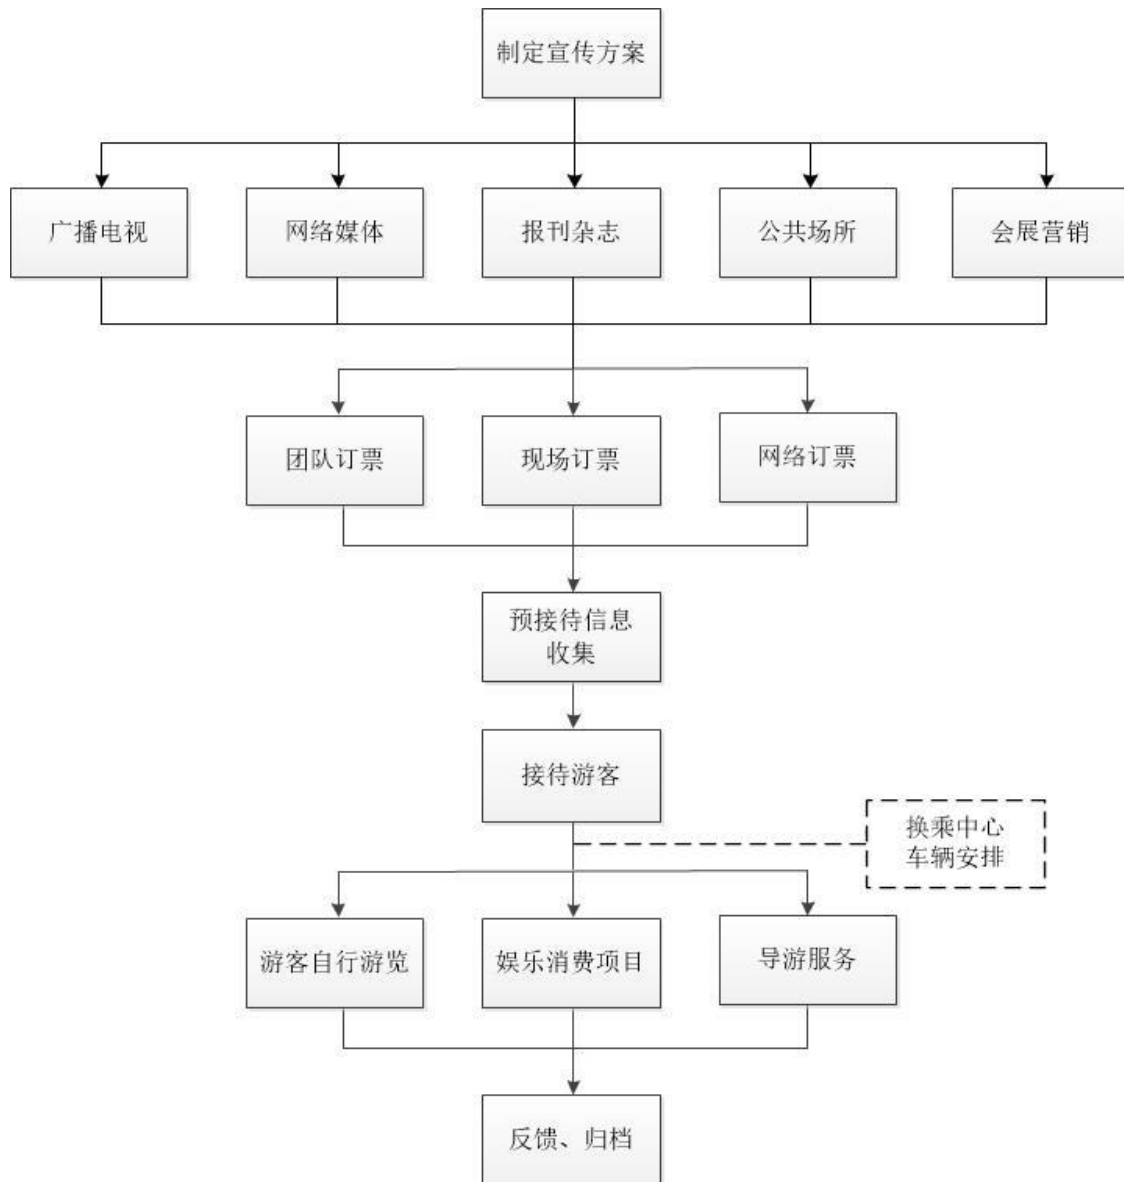 制定宣传方案
广播电视
网络媒体
报刊杂志
公共场所
会展营销
团队订票
现场订票
网络订票
预接待信息
收集
接待游客
换乘中心
车辆安排
游客自行游览
娱乐消费项目
导游服务
反馈、归档